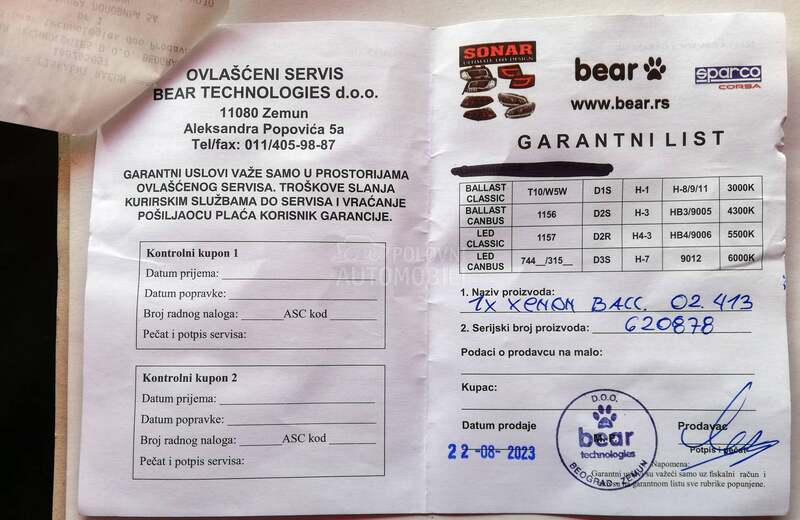 OVLAŠĆENI SERVIS
BEAR TECHNOLOGIES d.o.o.
11080 Zemun
Aleksandra Popovića 5a
Tel/fax: 011/405-98-87
GARANTNI USLOVI VAŽE SAMO U PROSTORIJAMA
OVLAŠĆENOG SERVISA. TROŠKOVE SLANJA
KURIRSKIM SLUŽBAMA DO SERVISA I VRAĆANJE
POŠILJAOCU PLAĆA KORISNIK GARANCIJE.
Kontrolni kupon 1
Datum prijema:
Datum popravke:
Broj radnog naloga: ASC kod
Pečat i potpis servisa:
Kontrolni kupon 2
Datum prijema:
Datum popravke:
Broj radnog naloga: ASC kod
Pečat i potpis servisa:
POLOVNI
AUTOMOBILI
SONAR
bear
sparco
CORSA
www.bear.rs
GARANTNI LIST
BALLAST CLASSIC T10/W5W D1S H-1 H-8/9/11 3000K
BALLAST CANBUS 1156 D2S H-3 HB3/9005 4300K
LED CLASSIC 1157 D2R H4-3 HB4/9006 5500K
LED CANBUS 744__/315__ D3S H-7 9012 6000K
1. Naziv proizvoda:
1x XENON BALL. 02.413
2. Serijski broj proizvoda: 620878
Podaci o prodavcu na malo:
Kupac:
Datum prodaje M.P. Prodavac
22-08-2023
D.O.O.
bear
technologies
BEOGRAD - ZEMUN
Potpis i pečat
Napomena:
Garantni su važeći samo uz fiskalni račun i
su na garantnom listu sve rubrike popunjene.